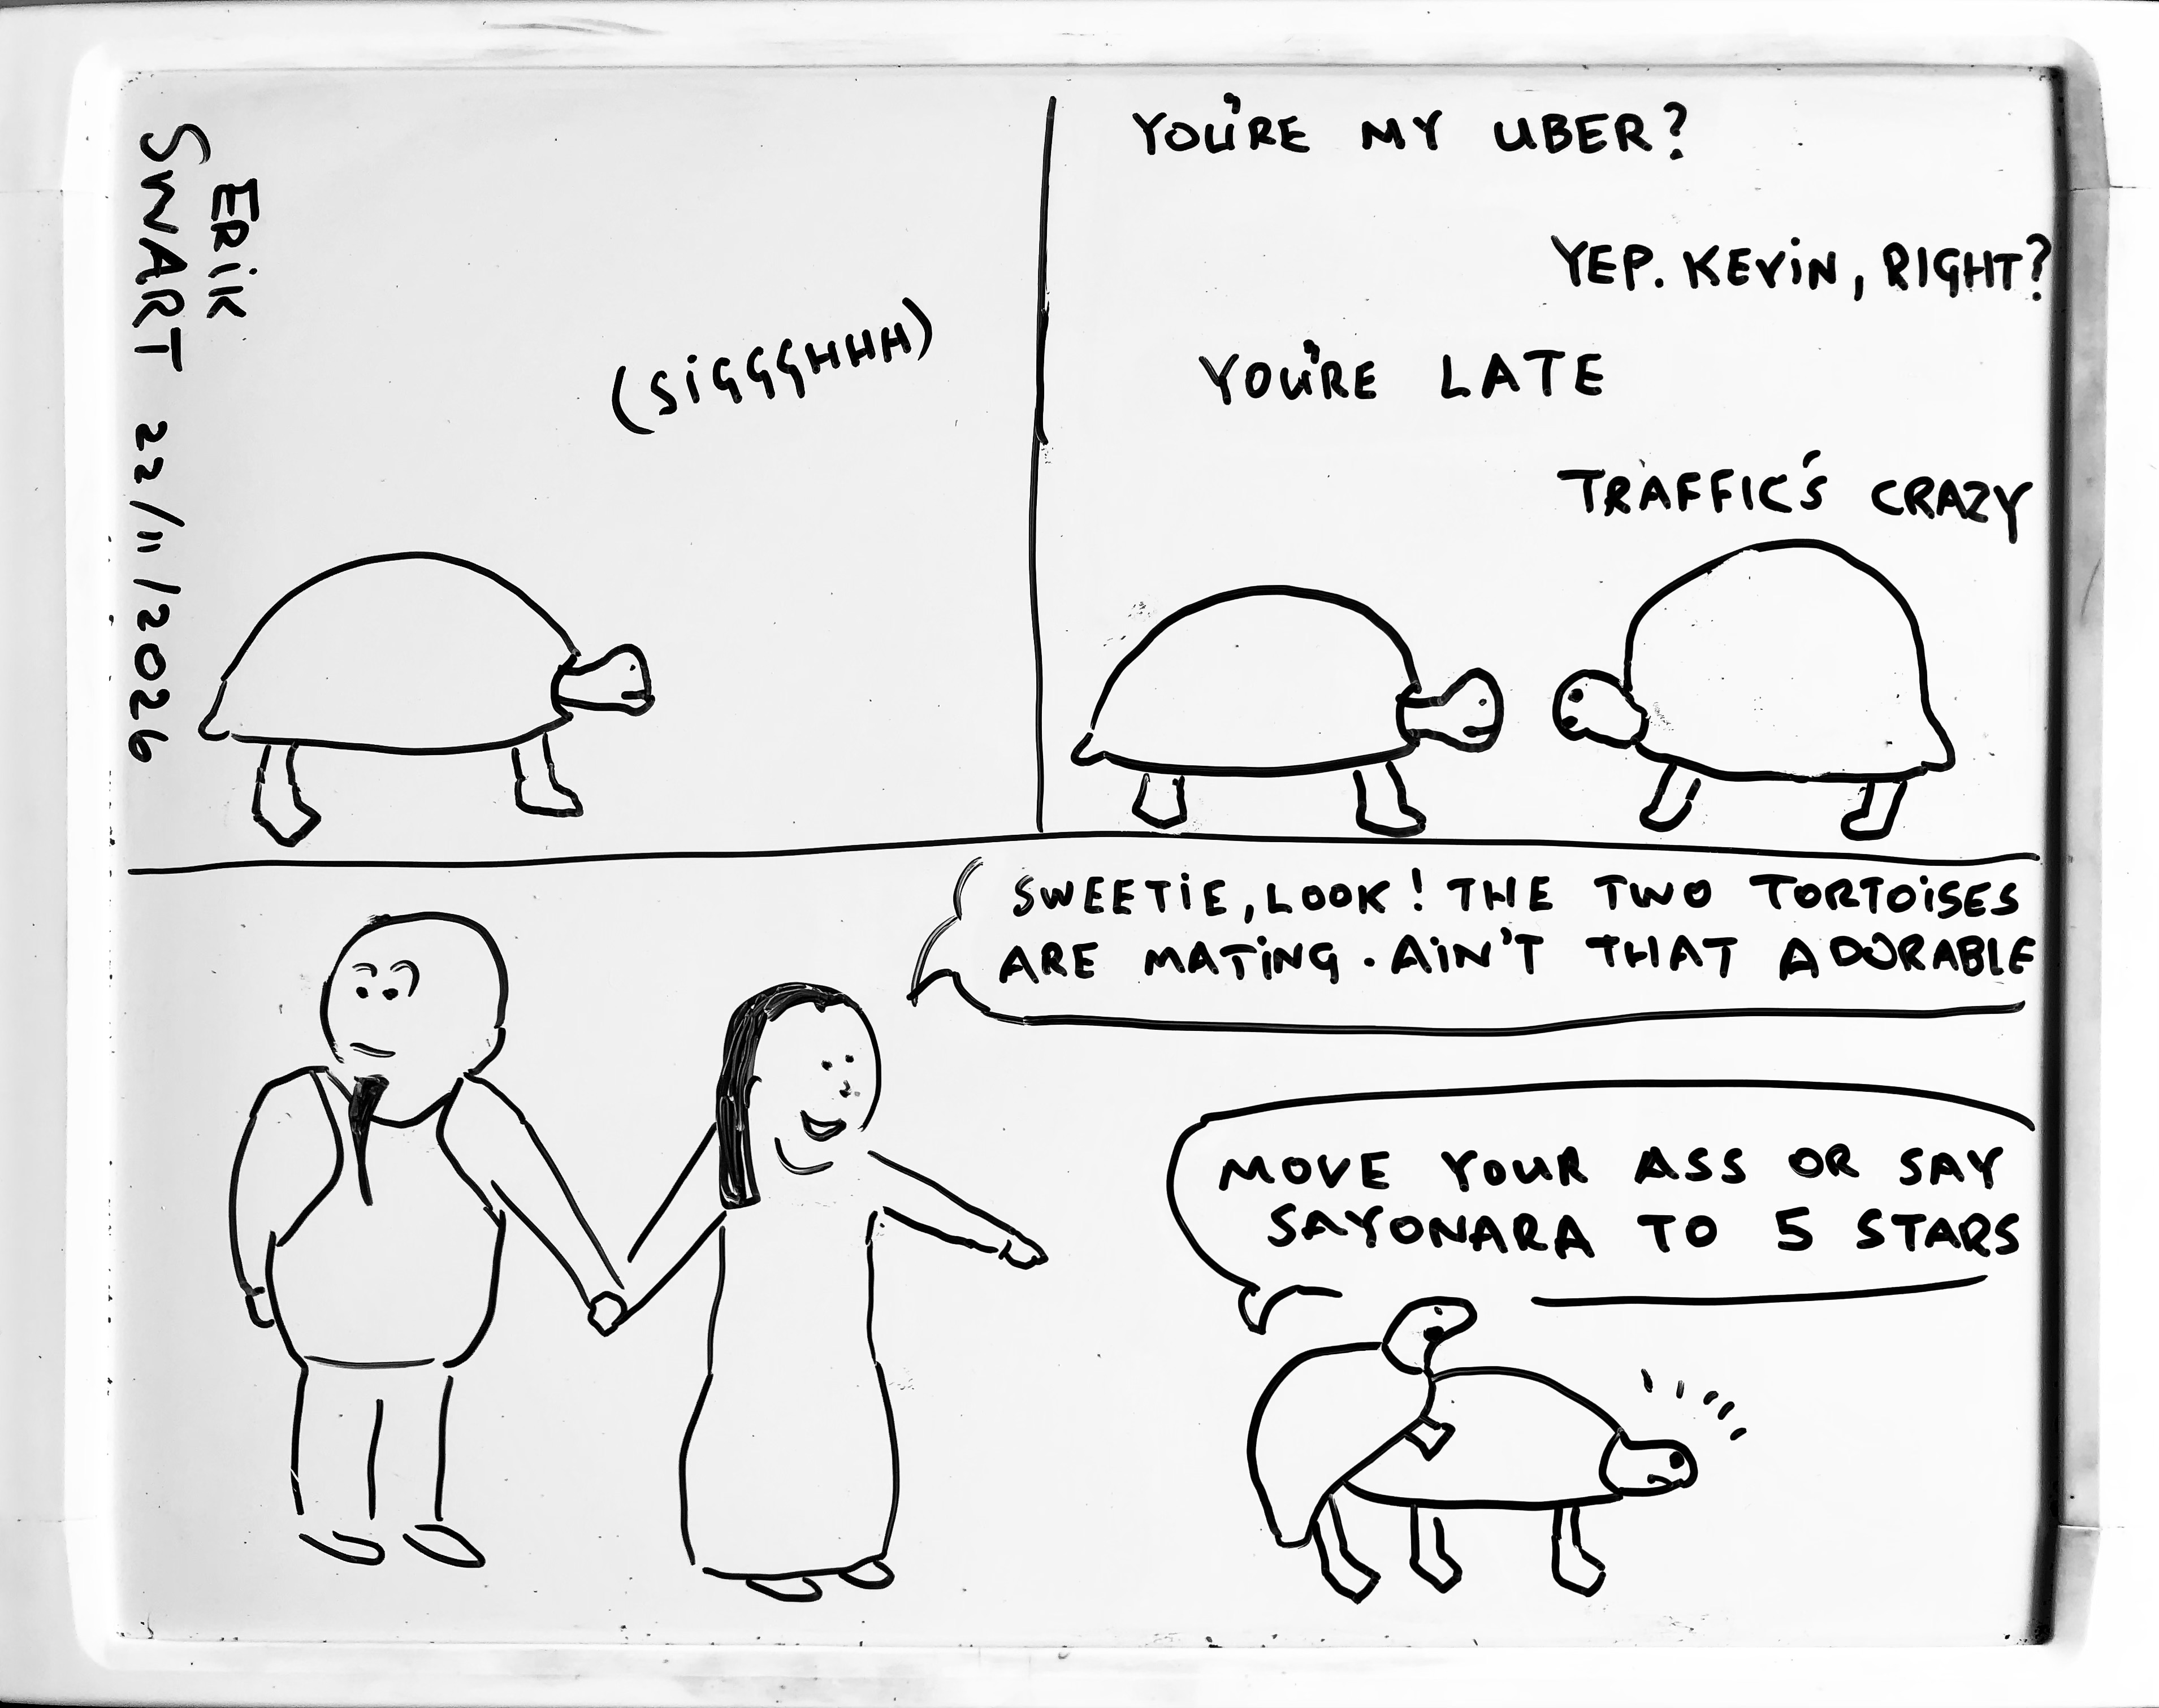 ERIK
SWART 22/11/2026
(SIGGGHHH)
YOU'RE MY UBER?
YEP. KEVIN, RIGHT?
YOU'RE LATE
TRAFFIC'S CRAZY
SWEETIE, LOOK! THE TWO TORTOISES
ARE MATING. AIN'T THAT ADORABLE
MOVE YOUR ASS OR SAY
SAYONARA TO 5 STARS